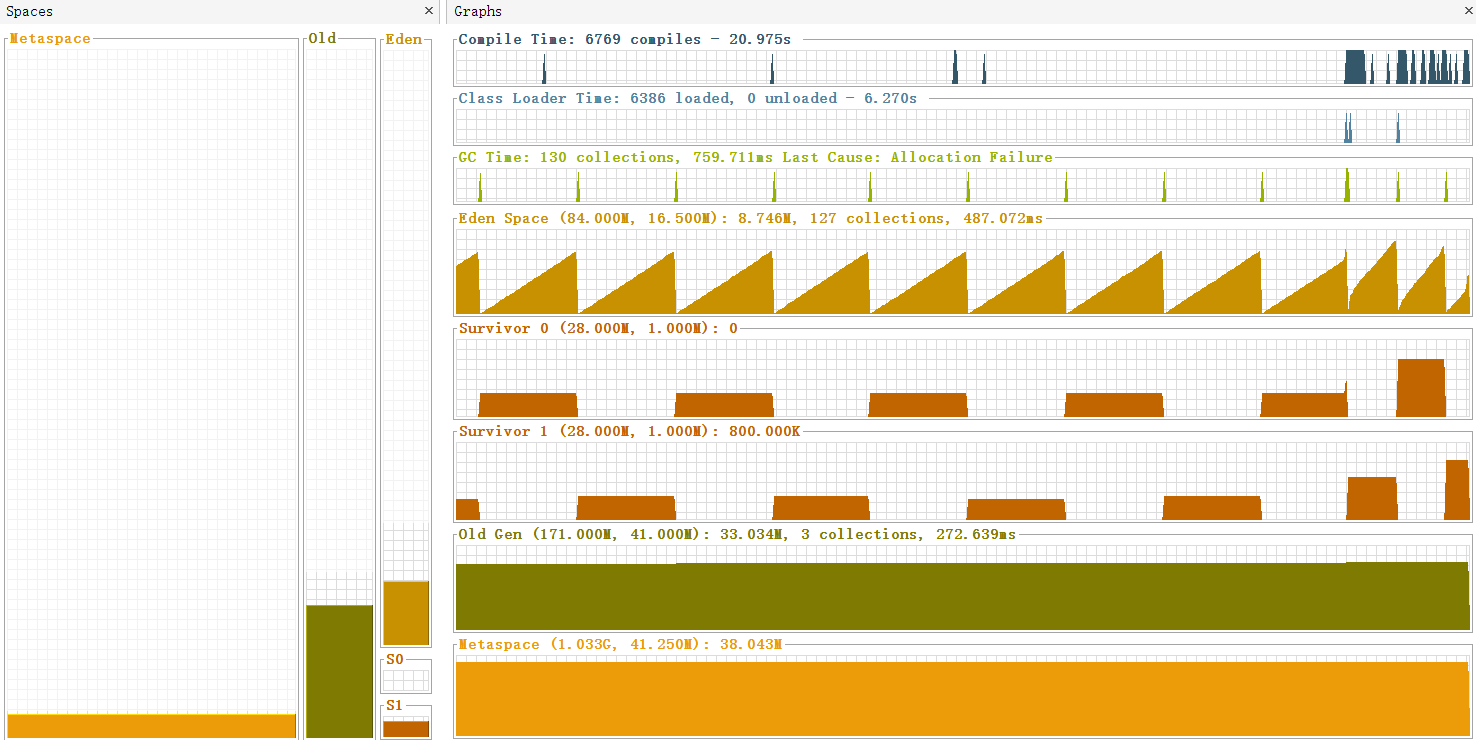 Spaces
×
Graphs
×
Metaspace
Old
Eden
S0
S1
Compile Time: 6769 compiles - 20.975s
Class Loader Time: 6386 loaded, 0 unloaded - 6.270s
GC Time: 130 collections, 759.711ms Last Cause: Allocation Failure
Eden Space (84.000M, 16.500M): 8.746M, 127 collections, 487.072ms
Survivor 0 (28.000M, 1.000M): 0
Survivor 1 (28.000M, 1.000M): 800.000K
Old Gen (171.000M, 41.000M): 33.034M, 3 collections, 272.639ms
Metaspace (1.033G, 41.250M): 38.043M